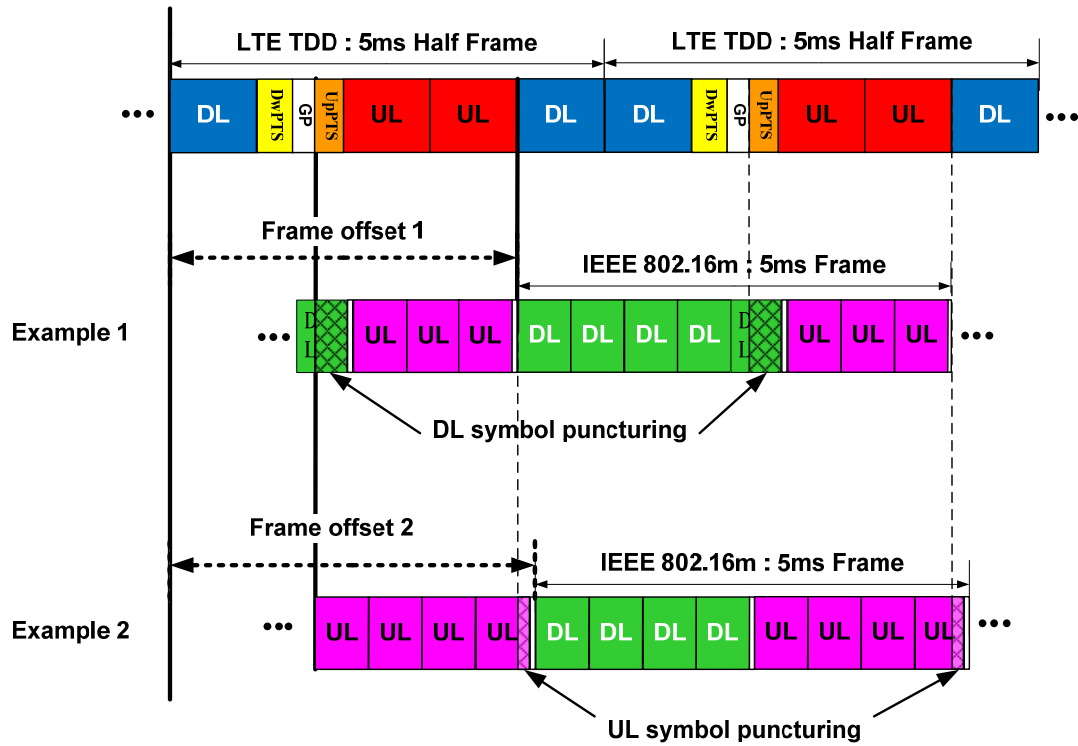 LTE TDD : 5ms Half Frame
LTE TDD : 5ms Half Frame
••• DL DwPTS GP UpPTS UL UL DL DL DwPTS GP UpPTS UL UL DL •••
Frame offset 1
IEEE 802.16m : 5ms Frame
Example 1
••• DL UL UL UL DL DL DL DL DL UL UL UL •••
DL symbol puncturing
Frame offset 2
IEEE 802.16m : 5ms Frame
Example 2
••• UL UL UL UL DL DL DL DL UL UL UL UL •••
UL symbol puncturing